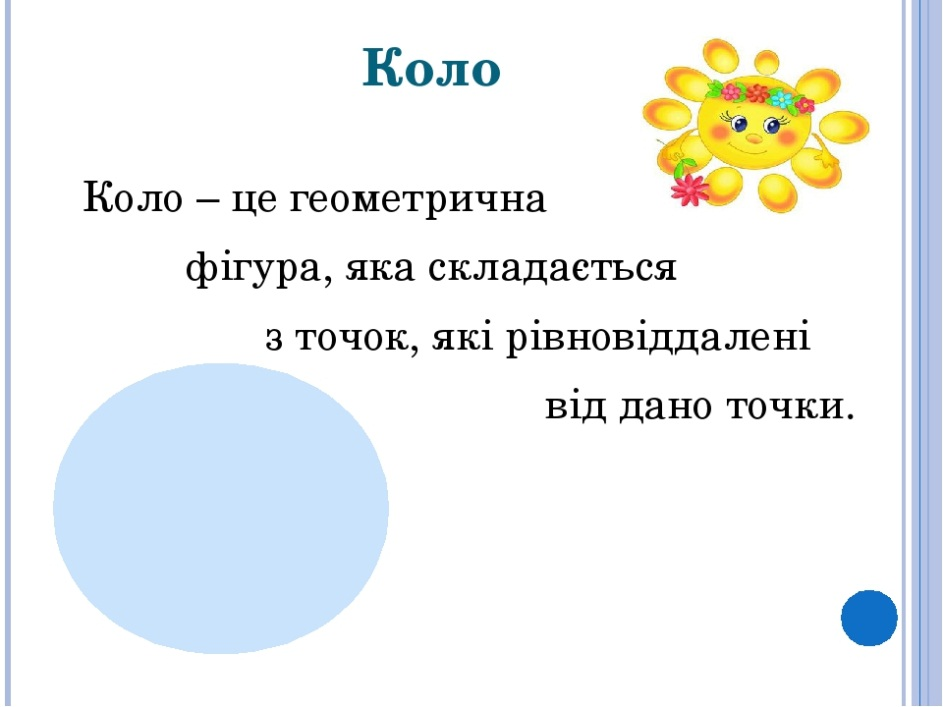 Коло
Коло – це геометрична
фігура, яка складається
з точок, які рівновіддалені
від дано точки.